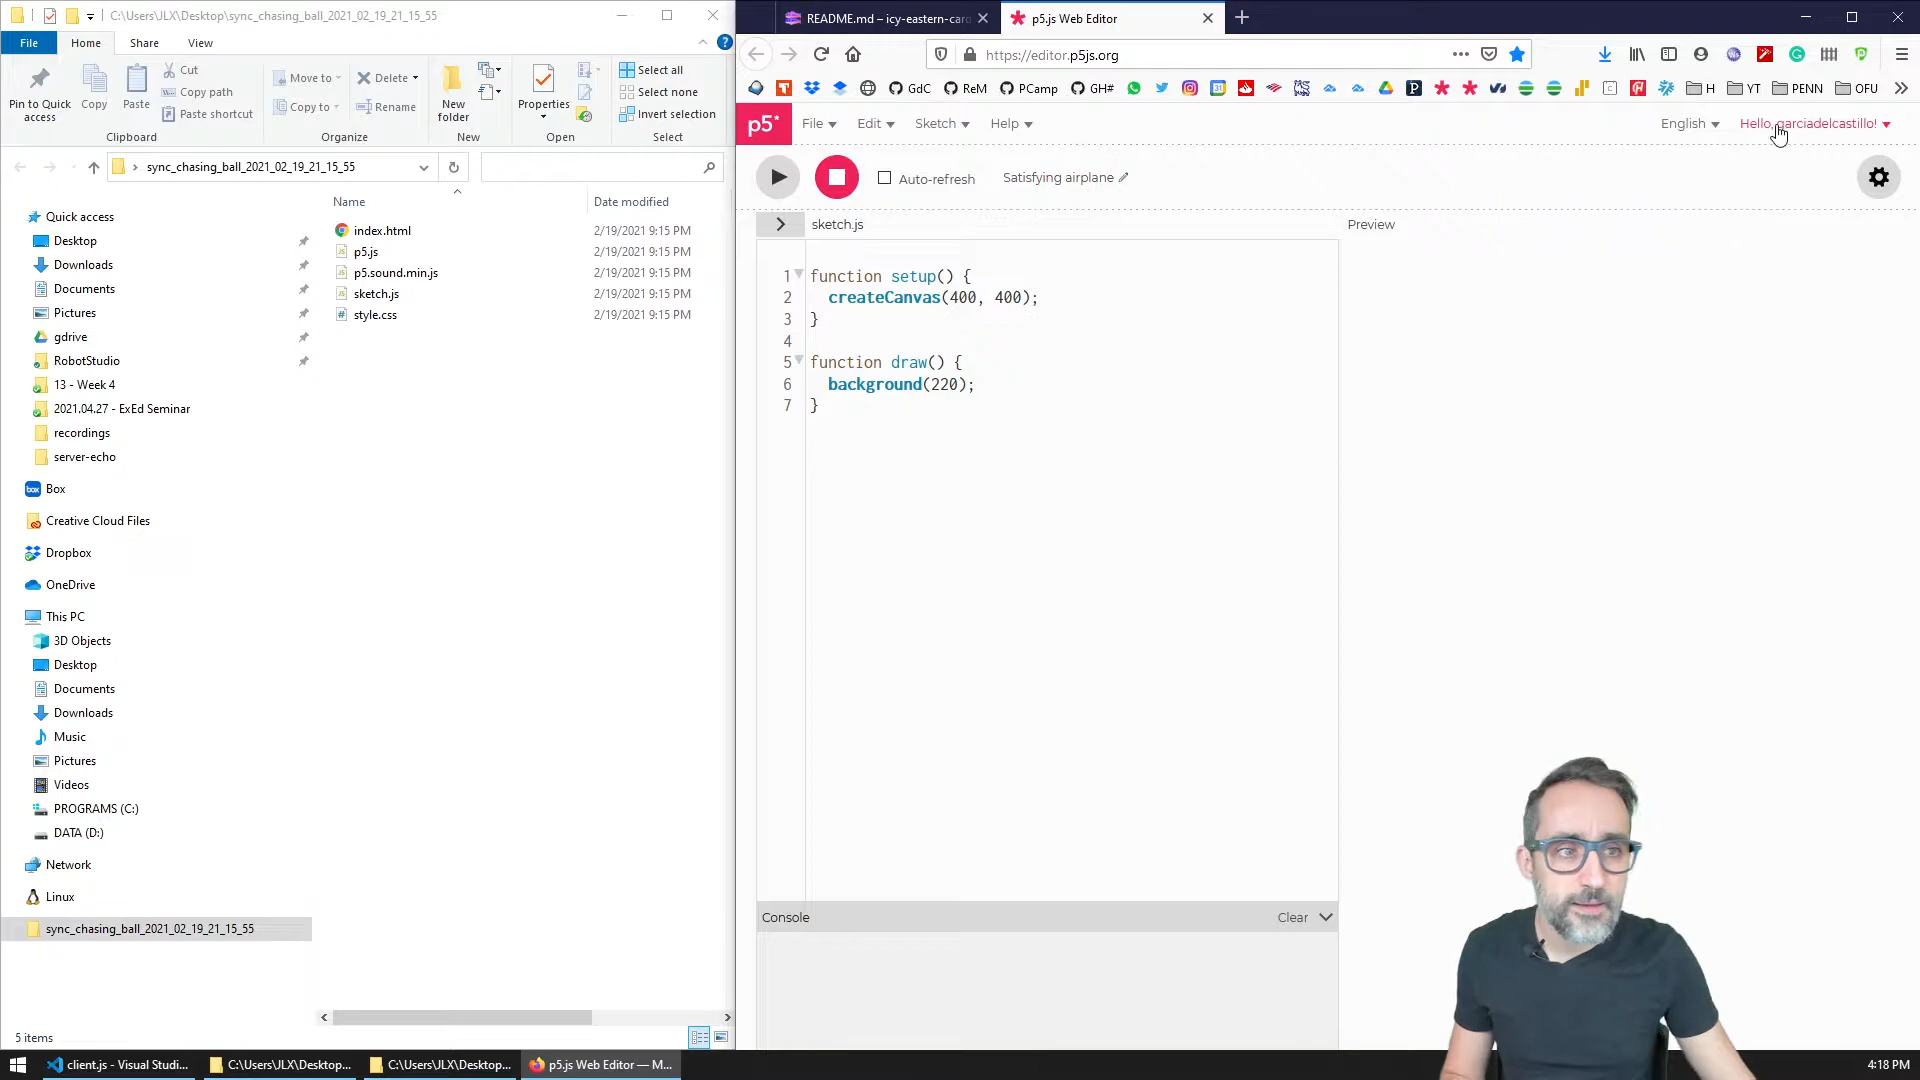 C:\Users\JLX\Desktop\sync_chasing_ball_2021_02_19_21_15_55
File
Home
Share
View
Pin to Quick
access
Copy
Paste
Cut
Copy path
Paste shortcut
Clipboard
Move to
Copy to
Delete
Rename
Organize
New
folder
New
Properties
Open
Select all
Select none
Invert selection
Select
sync_chasing_ball_2021_02_19_21_15_55
Name
Date modified
index.html 2/19/2021 9:15 PM
p5.js 2/19/2021 9:15 PM
p5.sound.min.js 2/19/2021 9:15 PM
sketch.js 2/19/2021 9:15 PM
style.css 2/19/2021 9:15 PM
Quick access
Desktop
Downloads
Documents
Pictures
gdrive
RobotStudio
13 - Week 4
2021.04.27 - ExEd Seminar
recordings
server-echo
Box
Creative Cloud Files
Dropbox
OneDrive
This PC
3D Objects
Desktop
Documents
Downloads
Music
Pictures
Videos
PROGRAMS (C:)
DATA (D:)
Network
Linux
sync_chasing_ball_2021_02_19_21_15_55
5 items
README.md – icy-eastern-car
p5.js Web Editor
https://editor.p5js.org
GdC
ReM
PCamp
GH#
H
YT
PENN
OFU
p5*
File
Edit
Sketch
Help
English
Hello, garciadelcastillo!
Auto-refresh
Satisfying airplane
sketch.js
Preview
1 function setup() {
2 createCanvas(400, 400);
3 }
4
5 function draw() {
6 background(220);
7 }
Console
Clear
client.js - Visual Studi...
C:\Users\JLX\Desktop...
C:\Users\JLX\Desktop...
p5.js Web Editor — M...
4:18 PM